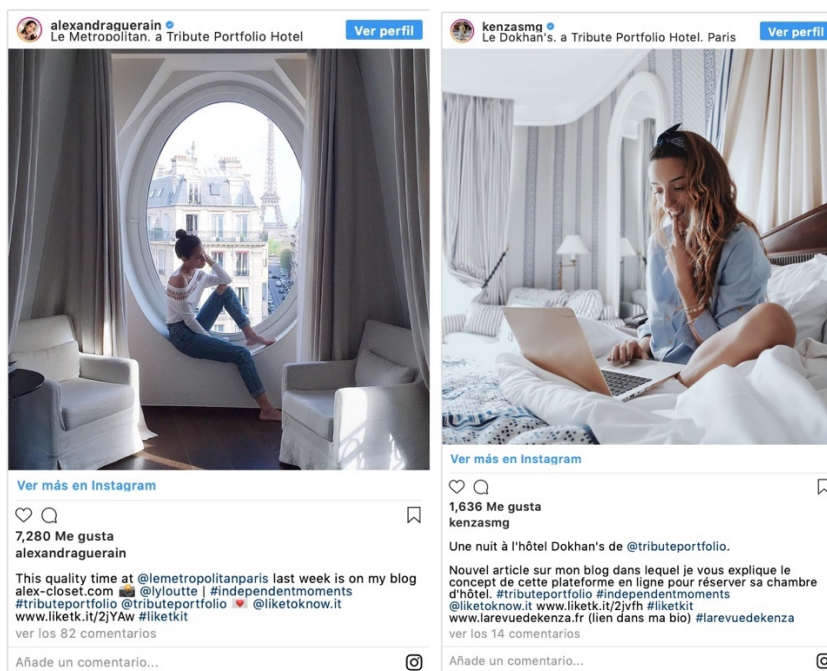 alexandraguerain
Le Metropolitan. a Tribute Portfolio Hotel
Ver perfil
Ver más en Instagram
7,280 Me gusta
alexandraguerain
This quality time at @lemetropolitanparis last week is on my blog
alex-closet.com 📸 @lyloutte | #independentmoments
#tributeportfolio @tributeportfolio 💌 @liketoknow.it
www.liketk.it/2jYAw #liketkit
ver los 82 comentarios
Añade un comentario...
kenzasmg
Le Dokhan's. a Tribute Portfolio Hotel. Paris
Ver perfil
Ver más en Instagram
1,636 Me gusta
kenzasmg
Une nuit à l'hôtel Dokhan's de @tributeportfolio.
Nouvel article sur mon blog dans lequel je vous explique le
concept de cette plateforme en ligne pour réserver sa chambre
d'hôtel. #tributeportfolio #independentmoments
@liketoknow.it www.liketk.it/2jvfh #liketkit
www.larevuedekenza.fr (lien dans ma bio) #larevuedekenza
ver los 14 comentarios
Añade un comentario...